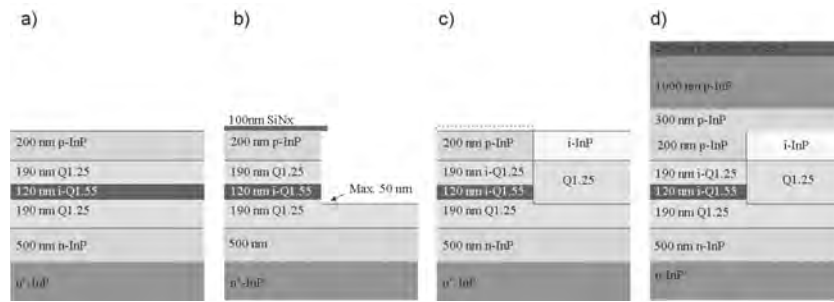 a)
200 nm p-InP
190 nm Q1.25
120 nm i-Q1.55
190 nm Q1.25
500 nm n-InP
n⁺-InP
b)
100nm SiNx
200 nm p-InP
190 nm Q1.25
120 nm i-Q1.55
Max. 50 nm
190 nm Q1.25
500 nm
n⁺-InP
c)
200 nm p-InP
i-InP
190 nm i-Q1.25
Q1.25
120 nm i-Q1.55
190 nm Q1.25
500 nm n-InP
n⁺-InP
d)
1000 nm p-InP
300 nm p-InP
200 nm p-InP
i-InP
190 nm i-Q1.25
Q1.25
120 nm i-Q1.55
190 nm Q1.25
500 nm n-InP
n-InP